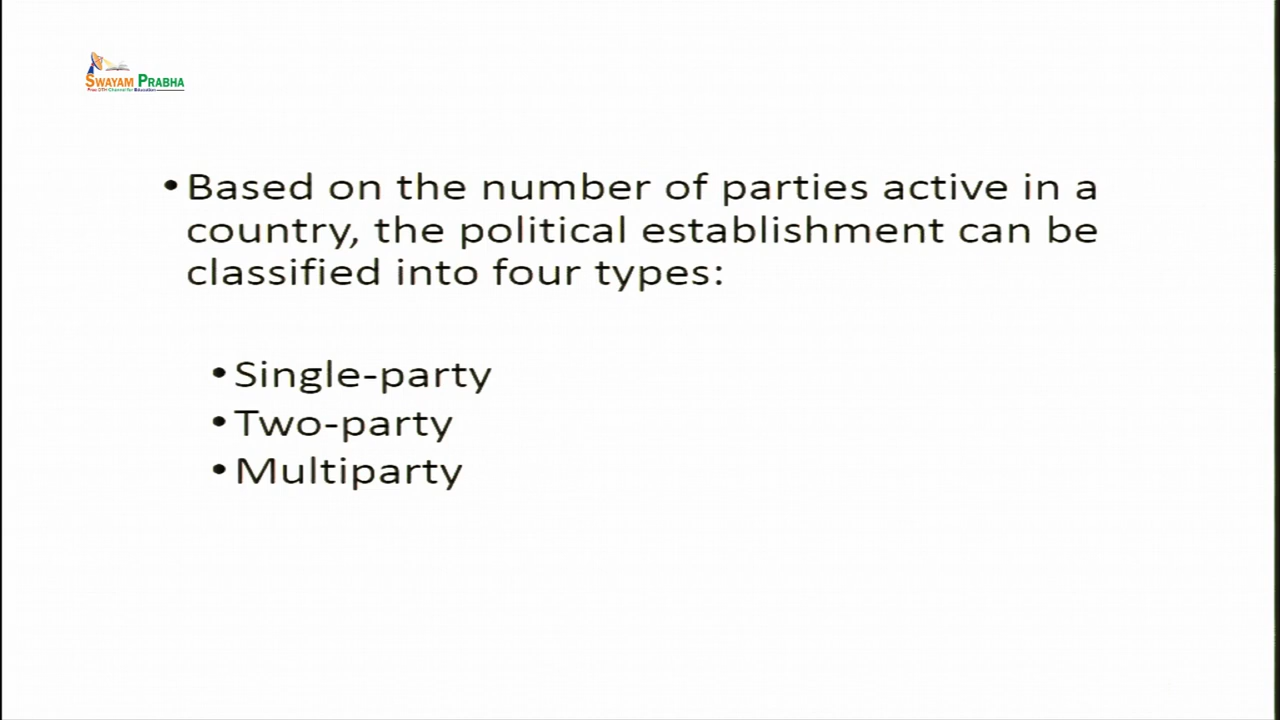 SWAYAM PRABHA
Free DTH Channel for Education
• Based on the number of parties active in a
country, the political establishment can be
classified into four types:
• Single-party
• Two-party
• Multiparty